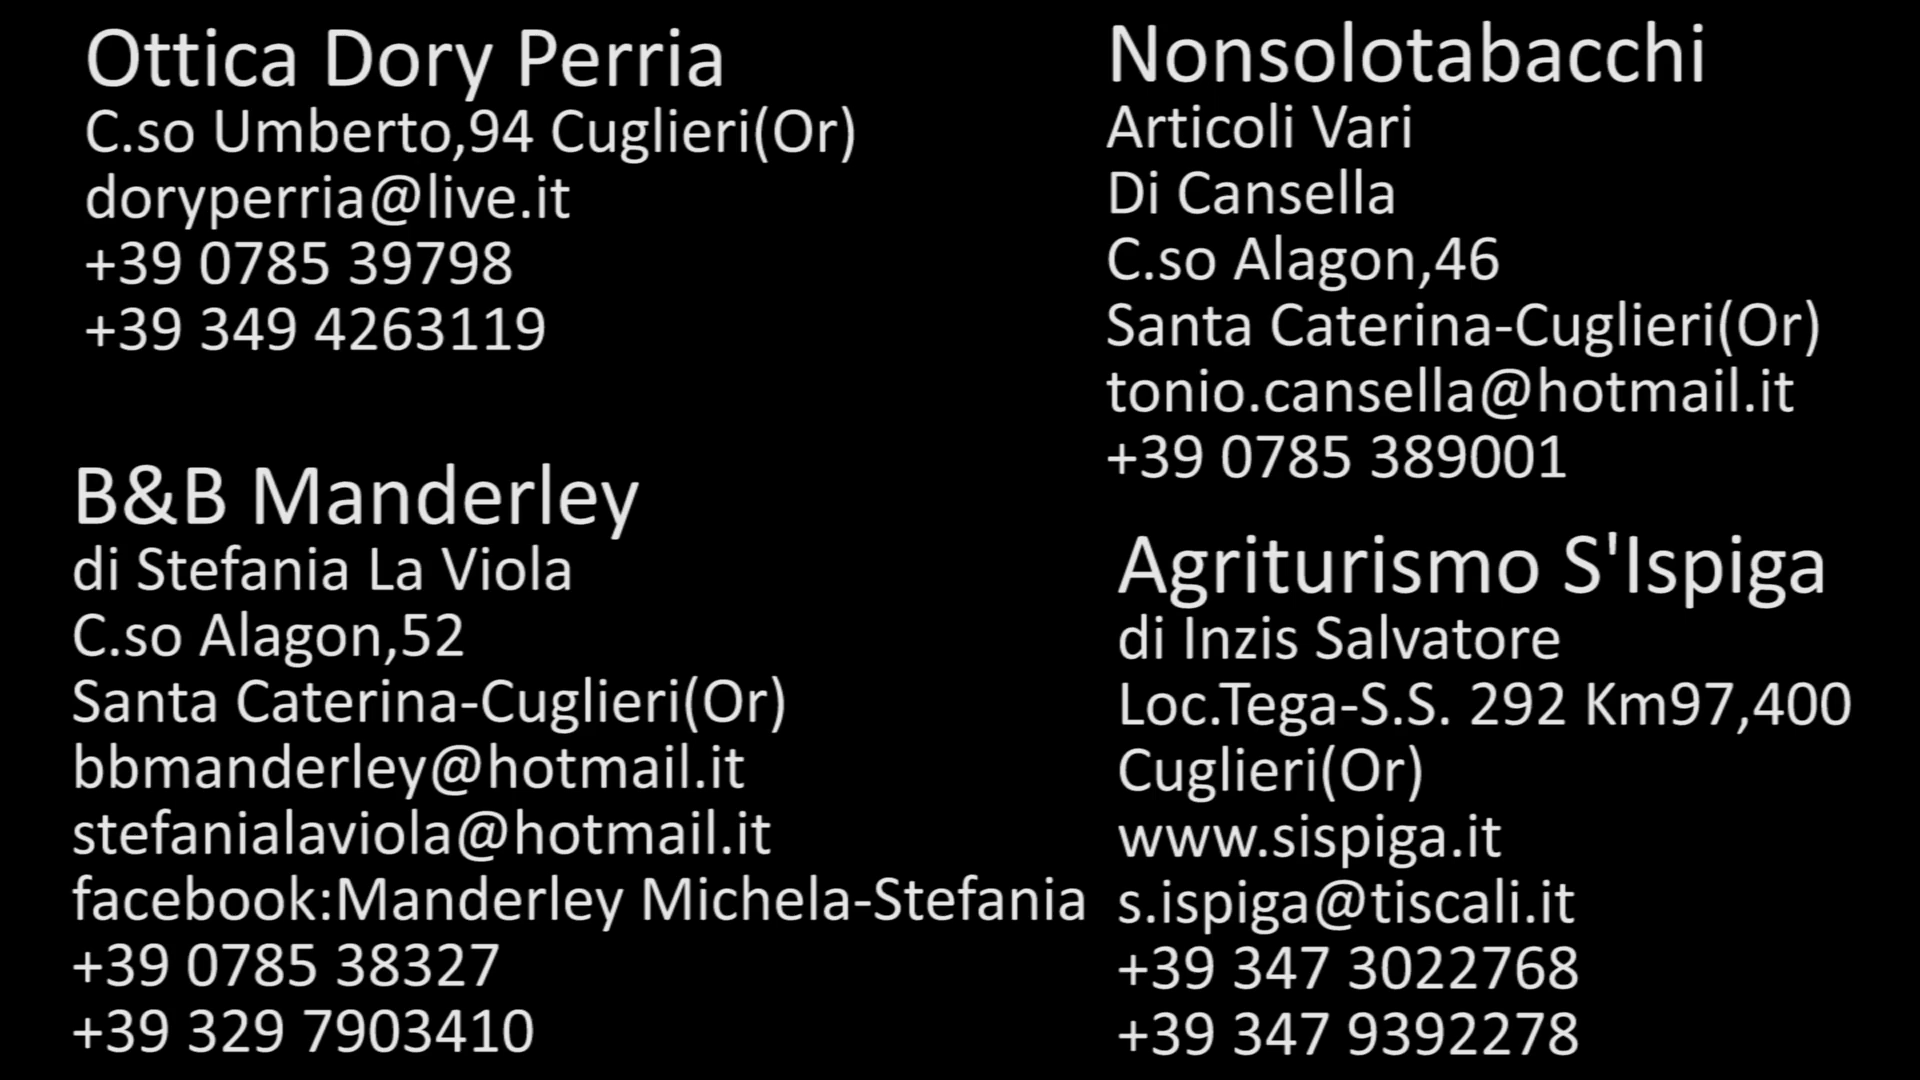 Ottica Dory Perria
C.so Umberto,94 Cuglieri(Or)
doryperria@live.it
+39 0785 39798
+39 349 4263119
B&B Manderley
di Stefania La Viola
C.so Alagon,52
Santa Caterina-Cuglieri(Or)
bbmanderley@hotmail.it
stefanialaviola@hotmail.it
facebook:Manderley Michela-Stefania
+39 0785 38327
+39 329 7903410
Nonsolotabacchi
Articoli Vari
Di Cansella
C.so Alagon,46
Santa Caterina-Cuglieri(Or)
tonio.cansella@hotmail.it
+39 0785 389001
Agriturismo S'Ispiga
di Inzis Salvatore
Loc.Tega-S.S. 292 Km97,400
Cuglieri(Or)
www.sispiga.it
s.ispiga@tiscali.it
+39 347 3022768
+39 347 9392278